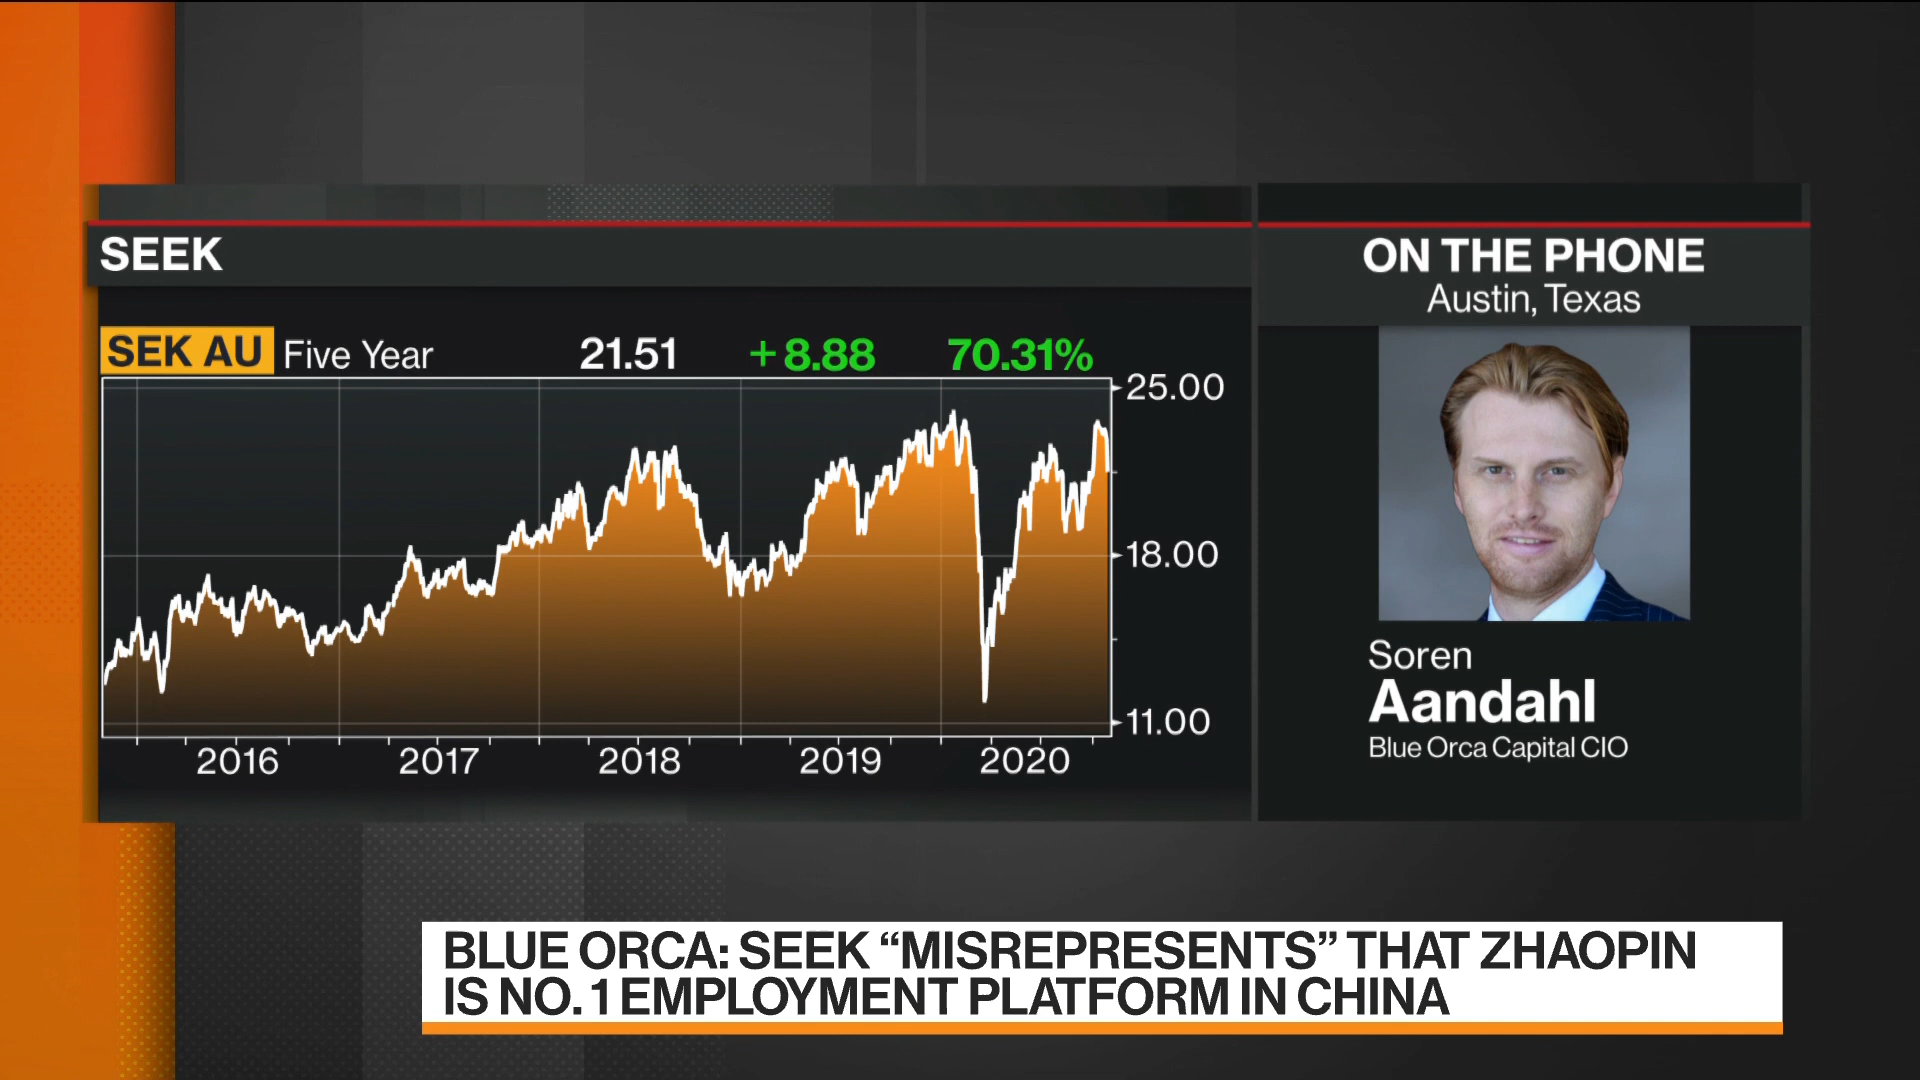 SEEK
SEK AU Five Year 21.51 +8.88 70.31%
25.00
18.00
11.00
2016 2017 2018 2019 2020
ON THE PHONE
Austin, Texas
Soren
Aandahl
Blue Orca Capital CIO
BLUE ORCA: SEEK “MISREPRESENTS” THAT ZHAOPIN
IS NO. 1 EMPLOYMENT PLATFORM IN CHINA